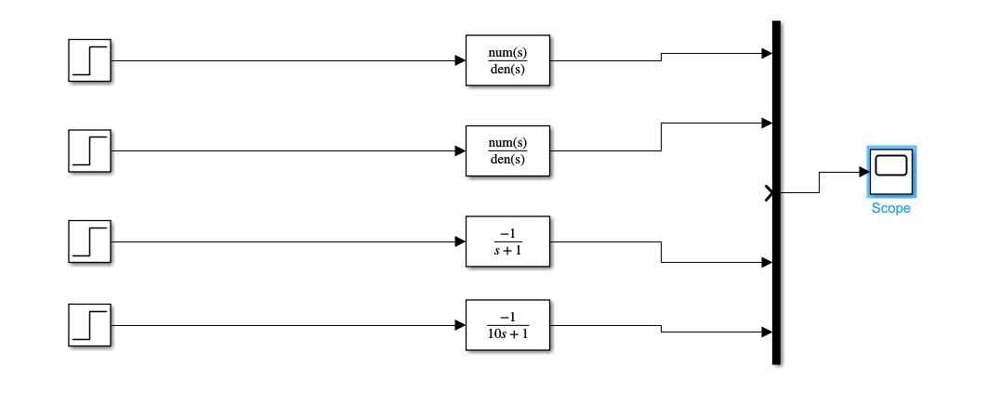 num(s)
den(s)
num(s)
den(s)
−1
s + 1
−1
10s + 1
Scope